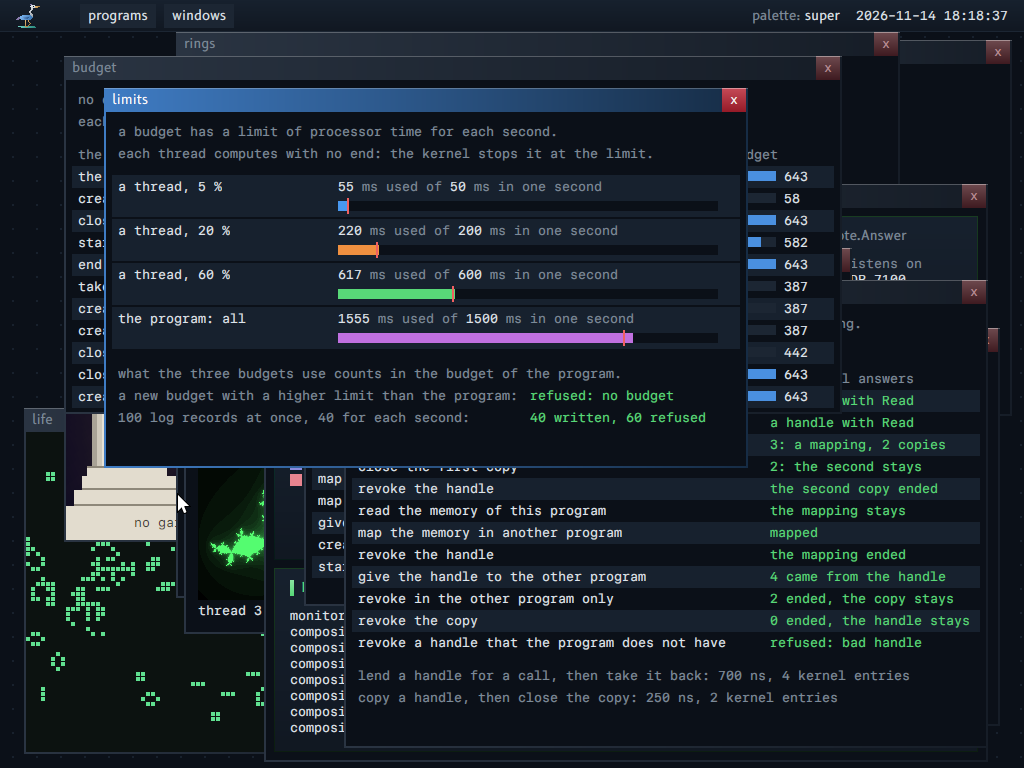 programs windows palette: super 2026-11-14 18:18:37
rings x
x
budget x
limits x
no
a budget has a limit of processor time for each second.
each thread computes with no end: the kernel stops it at the limit.
the
a thread, 5 % 55 ms used of 50 ms in one second
643
58
a thread, 20 % 220 ms used of 200 ms in one second
643
582
a thread, 60 % 617 ms used of 600 ms in one second
end 643
387
387
the program: all 1555 ms used of 1500 ms in one second
387
442
643
643
what the three budgets use counts in the budget of the program.
a new budget with a higher limit than the program: refused: no budget
100 log records at once, 40 for each second: 40 written, 60 refused
x
x
answers
with Read
life
a handle with Read
3: a mapping, 2 copies
close the first copy 2: the second stays
revoke the handle the second copy ended
read the memory of this program the mapping stays
map the memory in another program mapped
revoke the handle the mapping ended
give the handle to the other program 4 came from the handle
revoke in the other program only 2 ended, the copy stays
revoke the copy 0 ended, the handle stays
revoke a handle that the program does not have refused: bad handle
lend a handle for a call, then take it back: 700 ns, 4 kernel entries
copy a handle, then close the copy: 250 ns, 2 kernel entries
map
map
no
thread 3
monitor